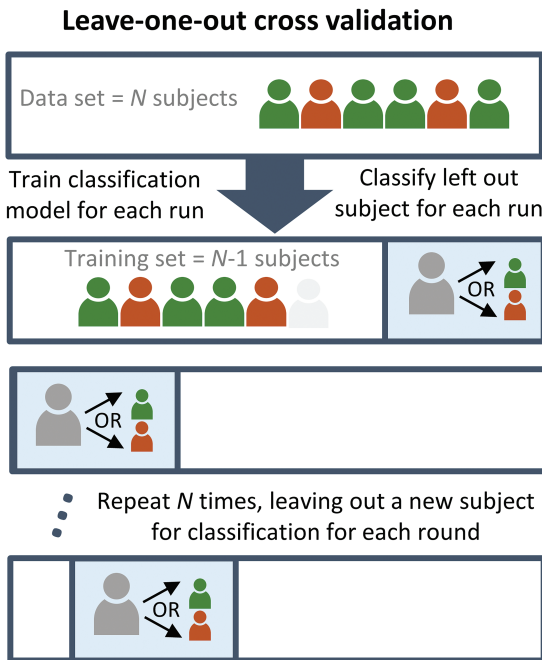 Leave-one-out cross validation
Data set = N subjects
Train classification
model for each run
Classify left out
subject for each run
Training set = N-1 subjects
OR
OR
Repeat N times, leaving out a new subject
for classification for each round
OR